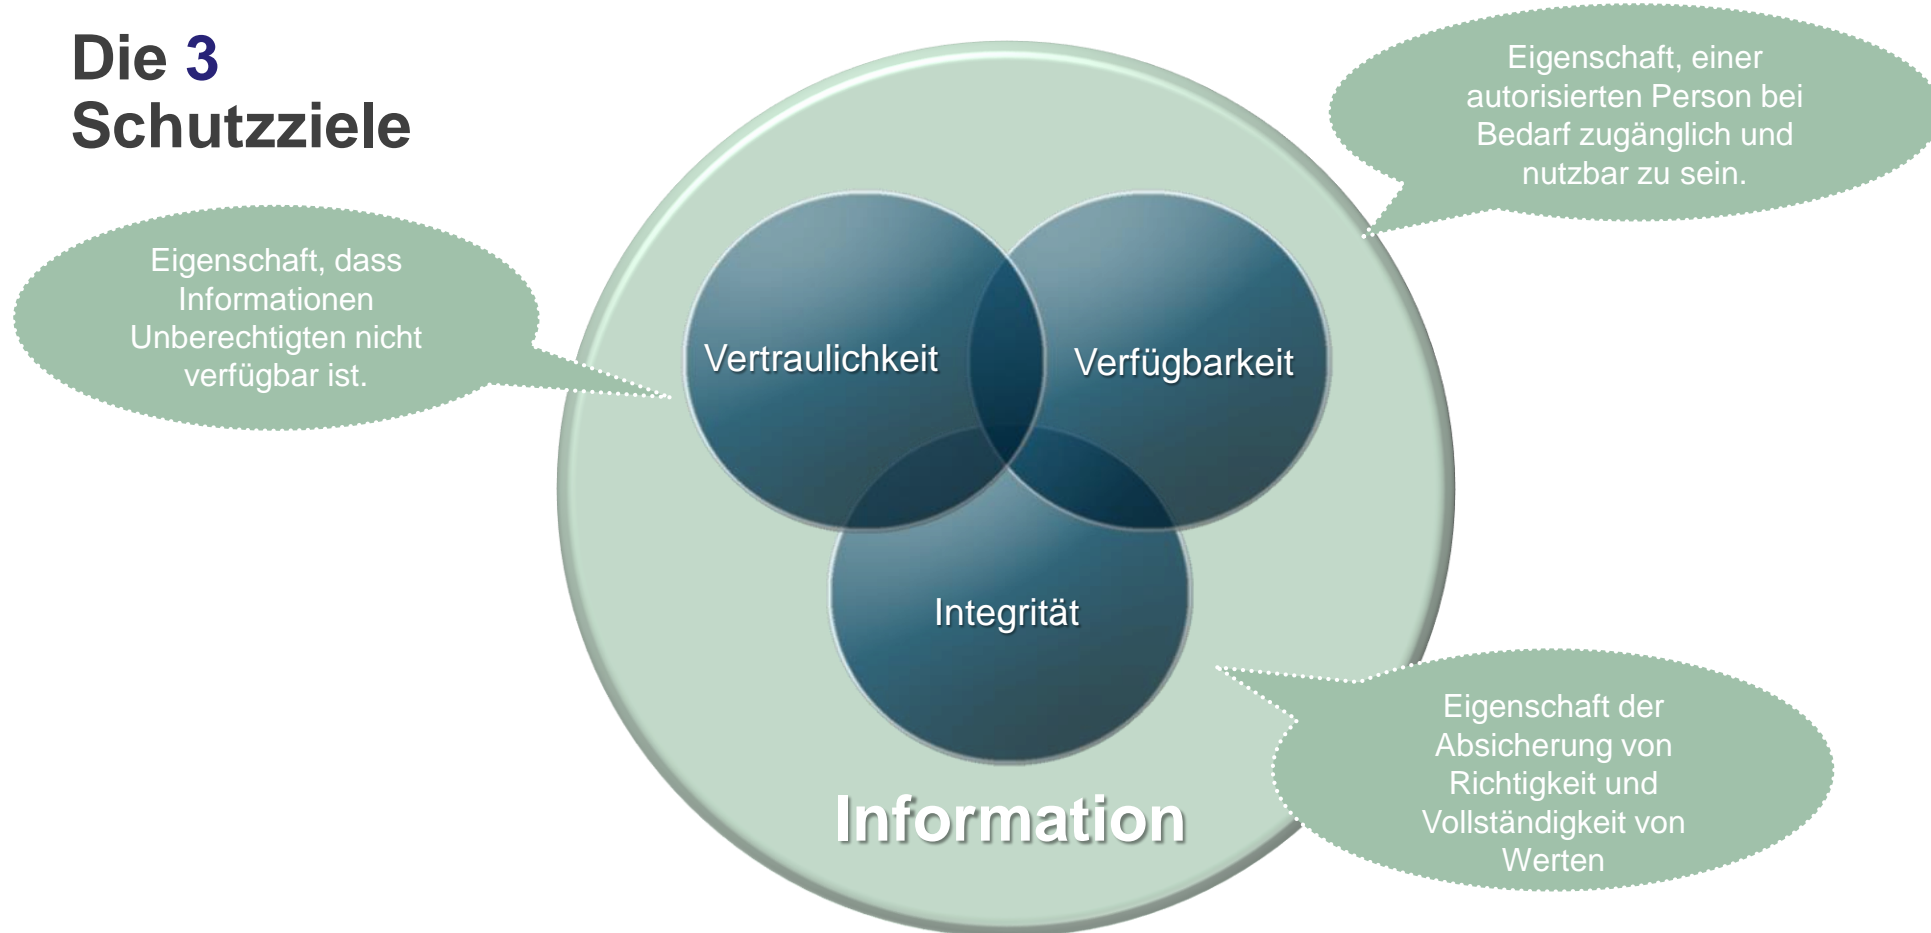 Die 3
Schutzziele
Eigenschaft, einer
autorisierten Person bei
Bedarf zugänglich und
nutzbar zu sein.
Eigenschaft, dass
Informationen
Unberechtigten nicht
verfügbar ist.
Vertraulichkeit
Verfügbarkeit
Integrität
Eigenschaft der
Absicherung von
Richtigkeit und
Vollständigkeit von
Werten
Information